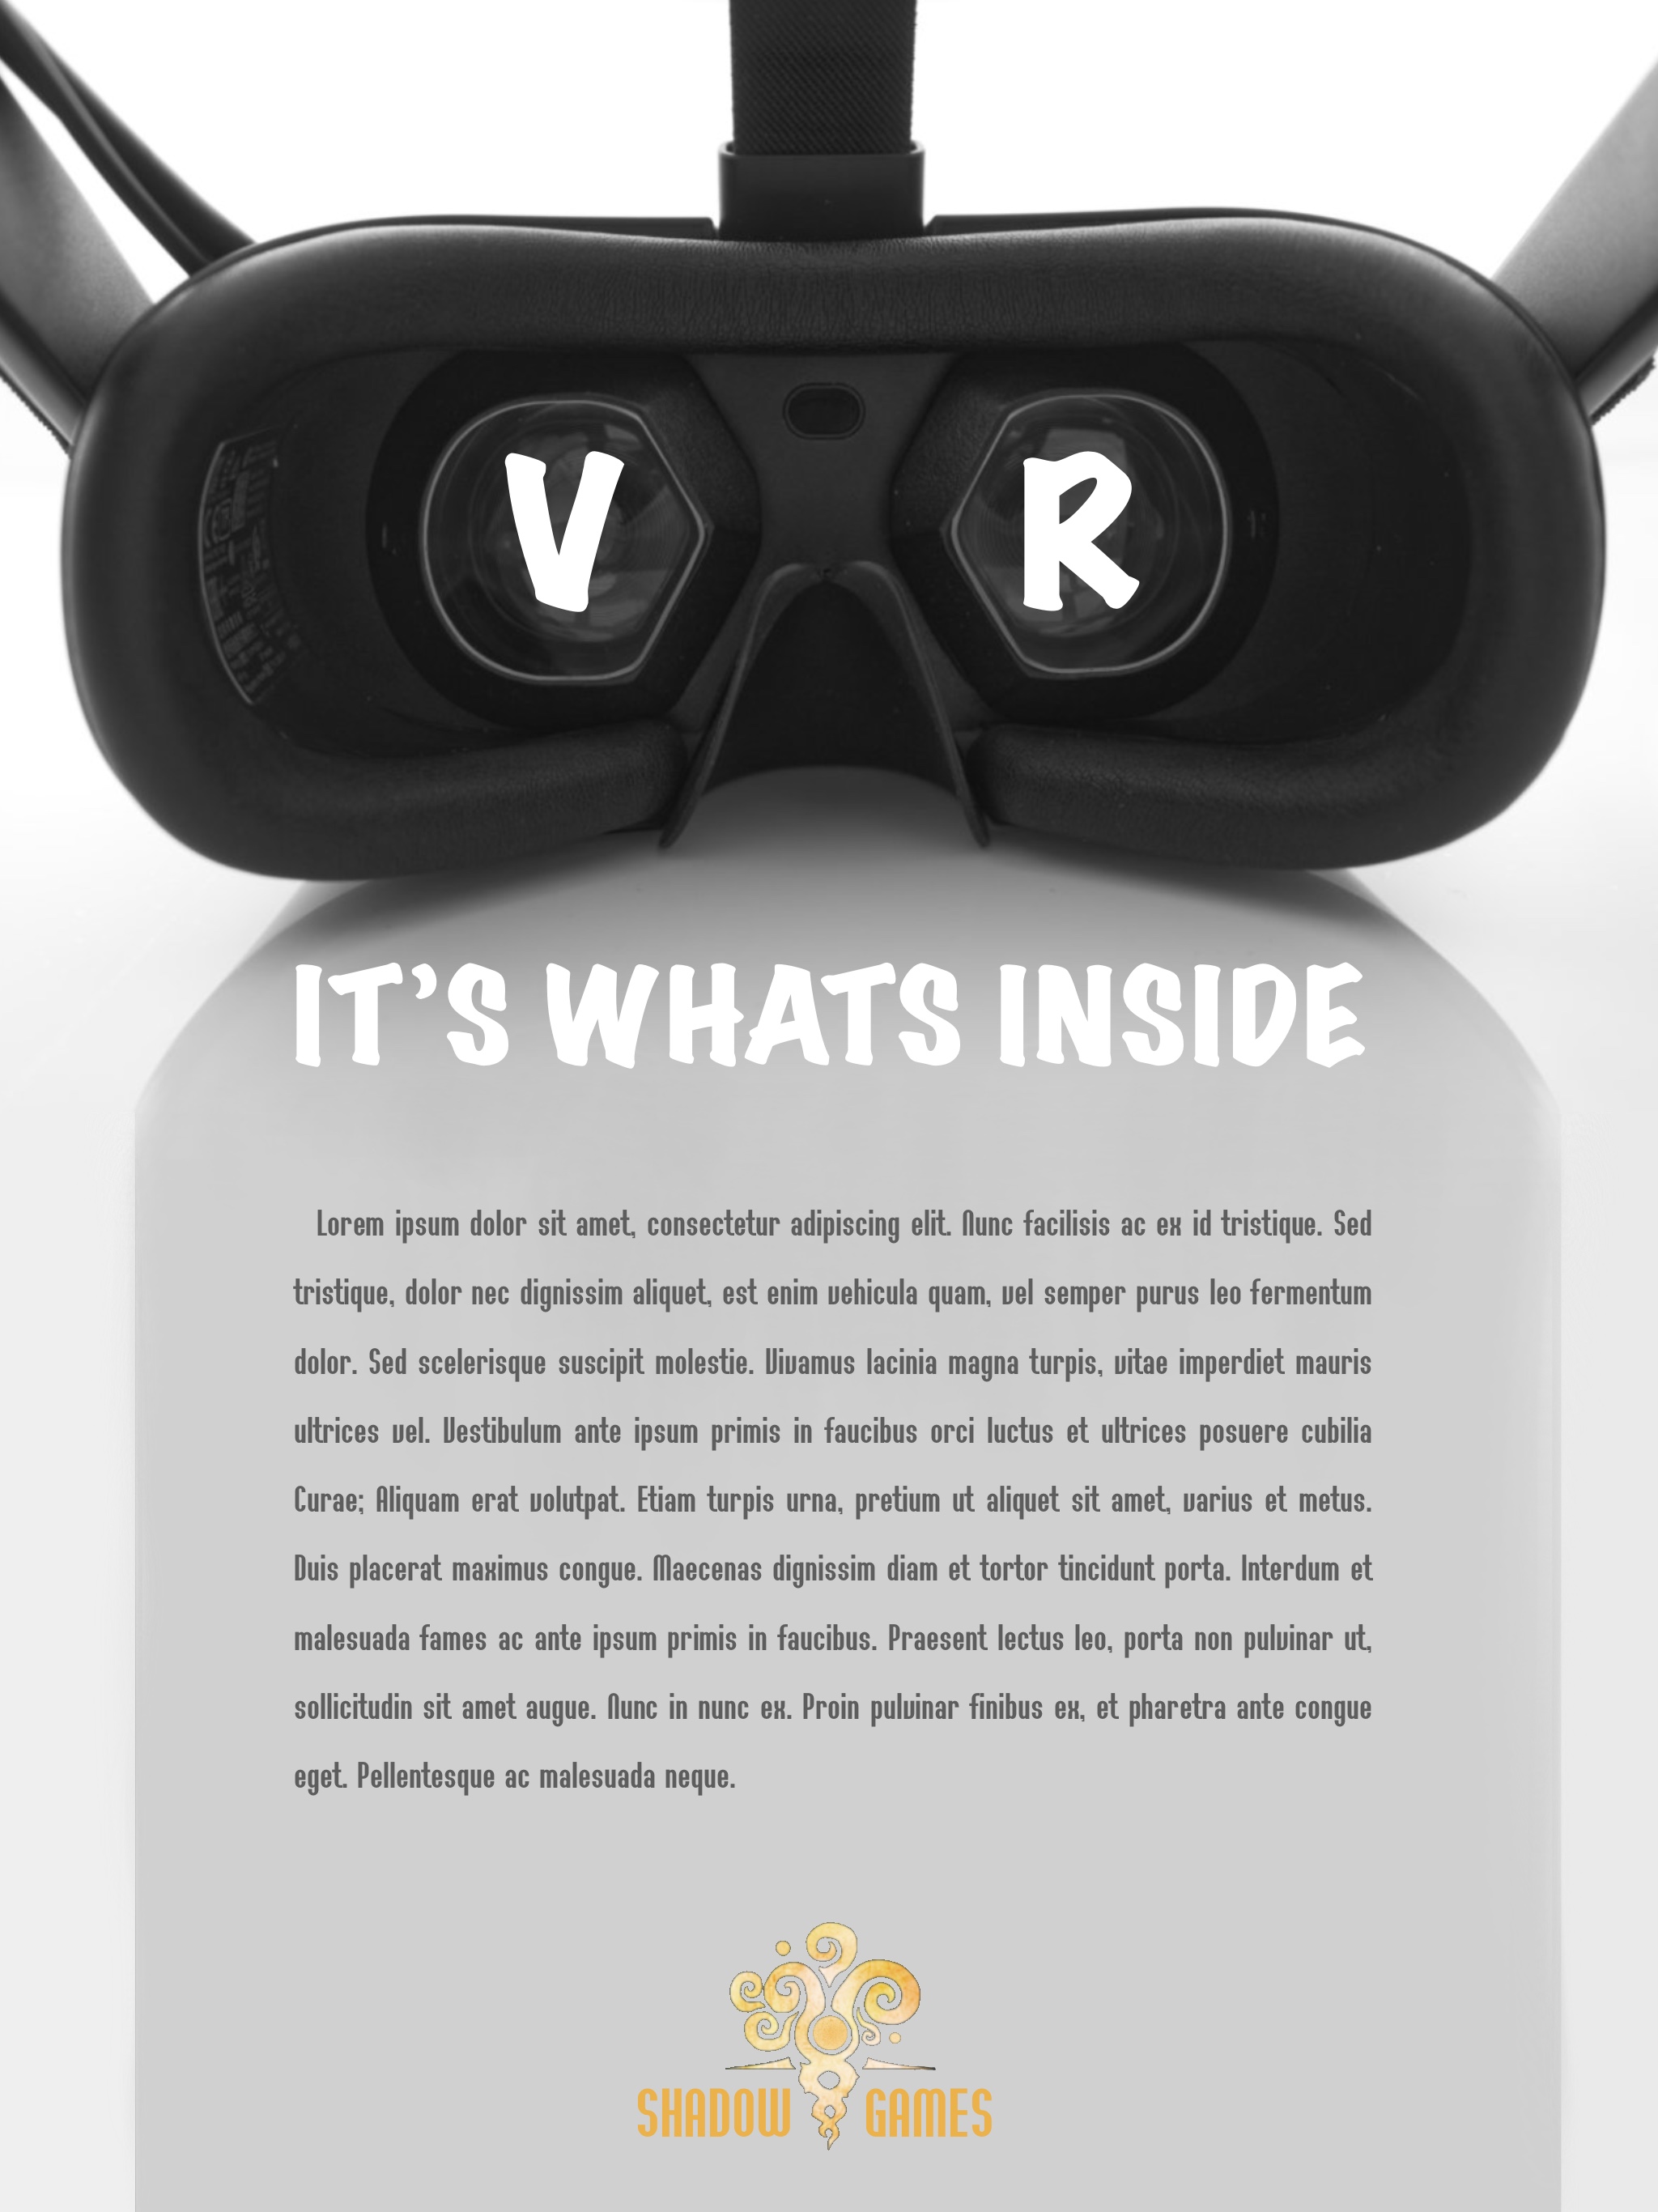 V R
IT'S WHATS INSIDE
Lorem ipsum dolor sit amet, consectetur adipiscing elit. Nunc facilisis ac ex id tristique. Sed
tristique, dolor nec dignissim aliquet, est enim vehicula quam, vel semper purus leo fermentum
dolor. Sed scelerisque suscipit molestie. Vivamus lacinia magna turpis, vitae imperdiet mauris
ultrices vel. Vestibulum ante ipsum primis in faucibus orci luctus et ultrices posuere cubilia
Curae; Aliquam erat volutpat. Etiam turpis urna, pretium ut aliquet sit amet, varius et metus.
Duis placerat maximus congue. Maecenas dignissim diam et tortor tincidunt porta. Interdum et
malesuada fames ac ante ipsum primis in faucibus. Praesent lectus leo, porta non pulvinar ut,
sollicitudin sit amet augue. Nunc in nunc ex. Proin pulvinar finibus ex, et pharetra ante congue
eget. Pellentesque ac malesuada neque.
SHADOW GAMES